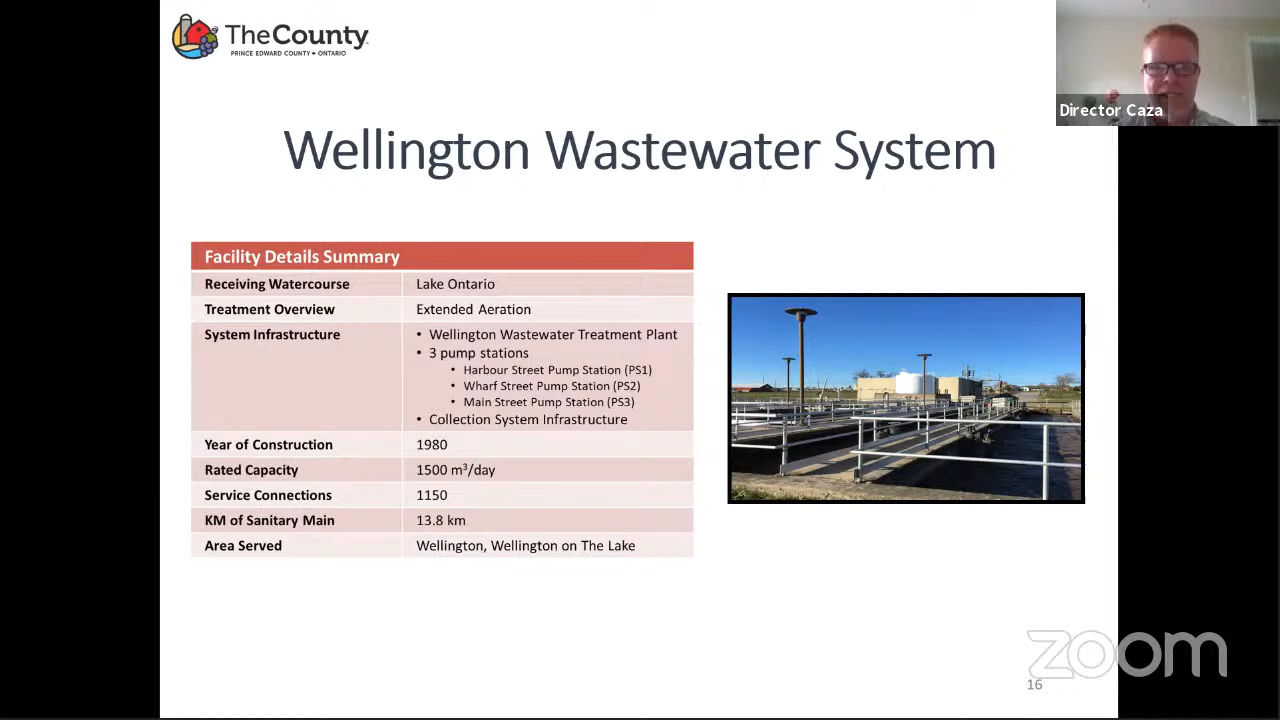 TheCounty
PRINCE EDWARD COUNTY • ONTARIO
Director Caza
Wellington Wastewater System
Facility Details Summary
Receiving Watercourse Lake Ontario
Treatment Overview Extended Aeration
System Infrastructure • Wellington Wastewater Treatment Plant
• 3 pump stations
• Harbour Street Pump Station (PS1)
• Wharf Street Pump Station (PS2)
• Main Street Pump Station (PS3)
• Collection System Infrastructure
Year of Construction 1980
Rated Capacity 1500 m³/day
Service Connections 1150
KM of Sanitary Main 13.8 km
Area Served Wellington, Wellington on The Lake
zoom
16